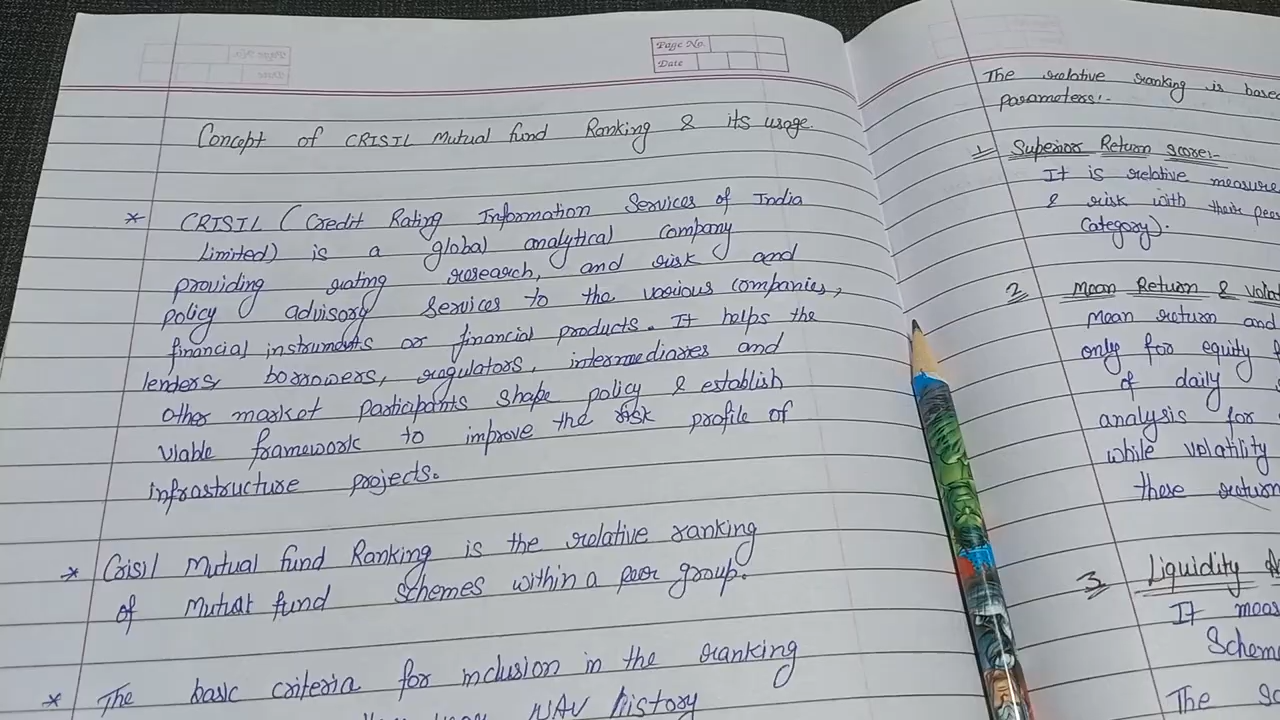 Page No.
Date
Concept of CRISIL Mutual fund Ranking & its usage.
* CRISIL (Credit Rating Information Services of India
Limited) is a global analytical company
providing rating research, and risk and
policy advisory services to the various companies,
financial instruments or financial products. It helps the
lenders, borrowers, regulators, intermediaries and
other market participants shape policy & establish
viable framework to improve the risk profile of
infrastructure projects.
* Crisil Mutual fund Ranking is the relative ranking
of Mutual fund schemes within a peer group.
* The basic criteria for inclusion in the ranking
NAV history
The relative ranking is based
parameters:-
1 Superior Return score:-
It is relative measure
& risk with their peer
Category).
2 Mean Return &
Mean return and
only for equity
of daily
analysis for
while volatility
these return
3 Liquidity
It
Schem
The